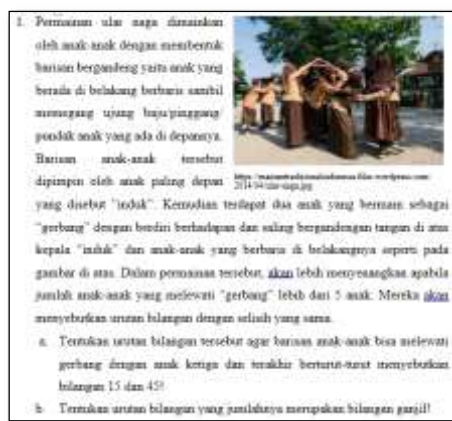 1. Permainan ular naga dimainkan
oleh anak-anak dengan membentuk
barisan bergandeng yaitu anak yang
berada di belakang berbaris sambil
memegang ujung baju/pinggang/
pundak anak yang ada di depannya.
Barisan anak-anak tersebut
dipimpin oleh anak paling depan
yang disebut "induk". Kemudian terdapat dua anak yang bermain sebagai
"gerbang" dengan berdiri berhadapan dan saling bergandengan tangan di atas
kepala "induk" dan anak-anak yang berbaris di belakangnya seperti pada
gambar di atas. Dalam permainan tersebut, akan lebih menyenangkan apabila
jumlah anak-anak yang melewati "gerbang" lebih dari 5 anak. Mereka akan
menyebutkan urutan bilangan dengan selisih yang sama.
a. Tentukan urutan bilangan tersebut agar barisan anak-anak bisa melewati
gerbang dengan anak ketiga dan terakhir berturut-turut menyebutkan
bilangan 15 dan 45!
b. Tentukan urutan bilangan yang jumlahnya merupakan bilangan ganjil!